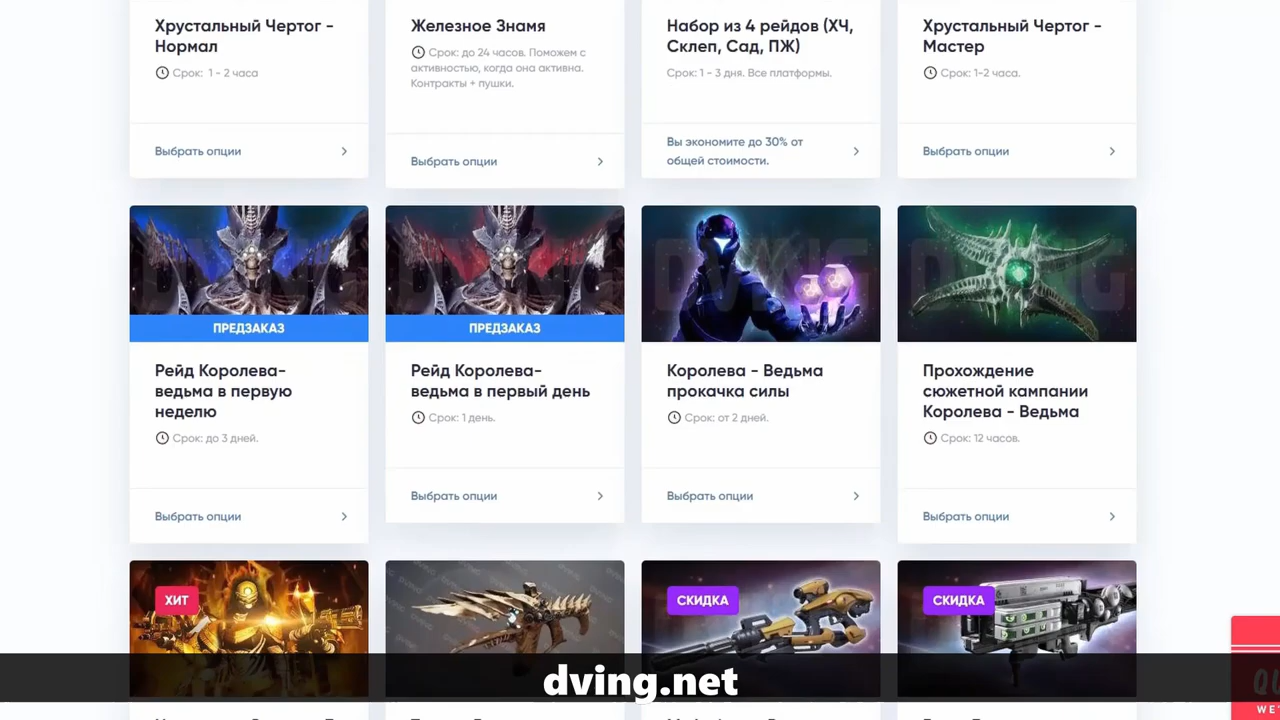 Хрустальный Чертог -
Нормал
Срок: 1 - 2 часа
Выбрать опции
Железное Знамя
Срок: до 24 часов. Поможем с
активностью, когда она активна.
Контракты + пушки.
Выбрать опции
Набор из 4 рейдов (ХЧ,
Склеп, Сад, ПЖ)
Срок: 1 - 3 дня. Все платформы.
Вы экономите до 30% от
общей стоимости.
Хрустальный Чертог -
Мастер
Срок: 1-2 часа.
Выбрать опции
ПРЕДЗАКАЗ
Рейд Королева-
ведьма в первую
неделю
Срок: до 3 дней.
Выбрать опции
ПРЕДЗАКАЗ
Рейд Королева-
ведьма в первый день
Срок: 1 день.
Выбрать опции
DVING
Королева - Ведьма
прокачка силы
Срок: от 2 дней.
Выбрать опции
Прохождение
сюжетной кампании
Королева - Ведьма
Срок: 12 часов.
Выбрать опции
ХИТ
СКИДКА
СКИДКА
dving.net